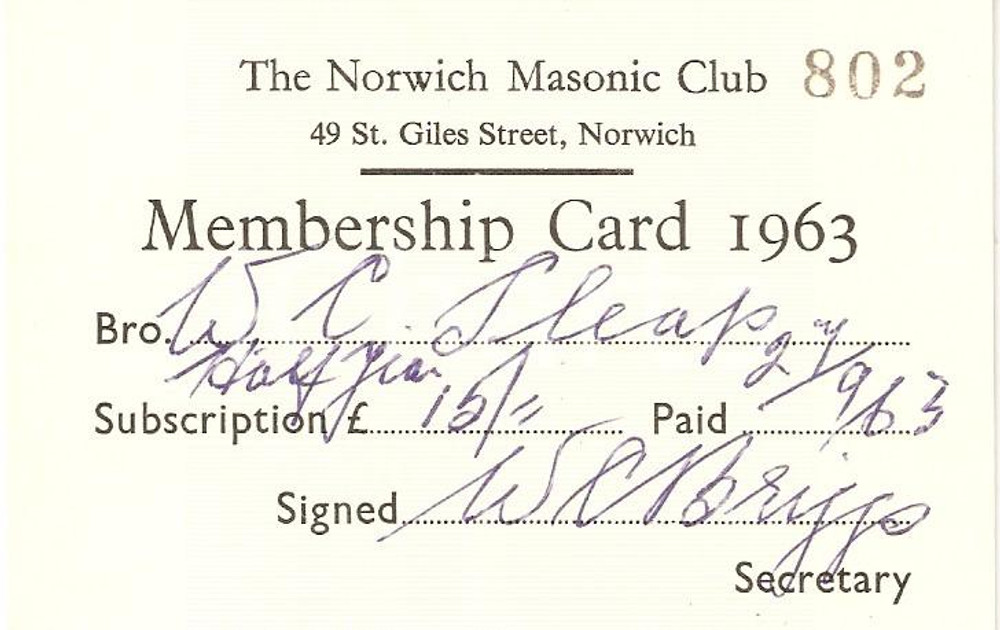 The Norwich Masonic Club 802
49 St. Giles Street, Norwich
Membership Card 1963
Bro. W C Sleap
Half Year
Subscription £ 15/= Paid 9/63
Signed W C Briggs
Secretary